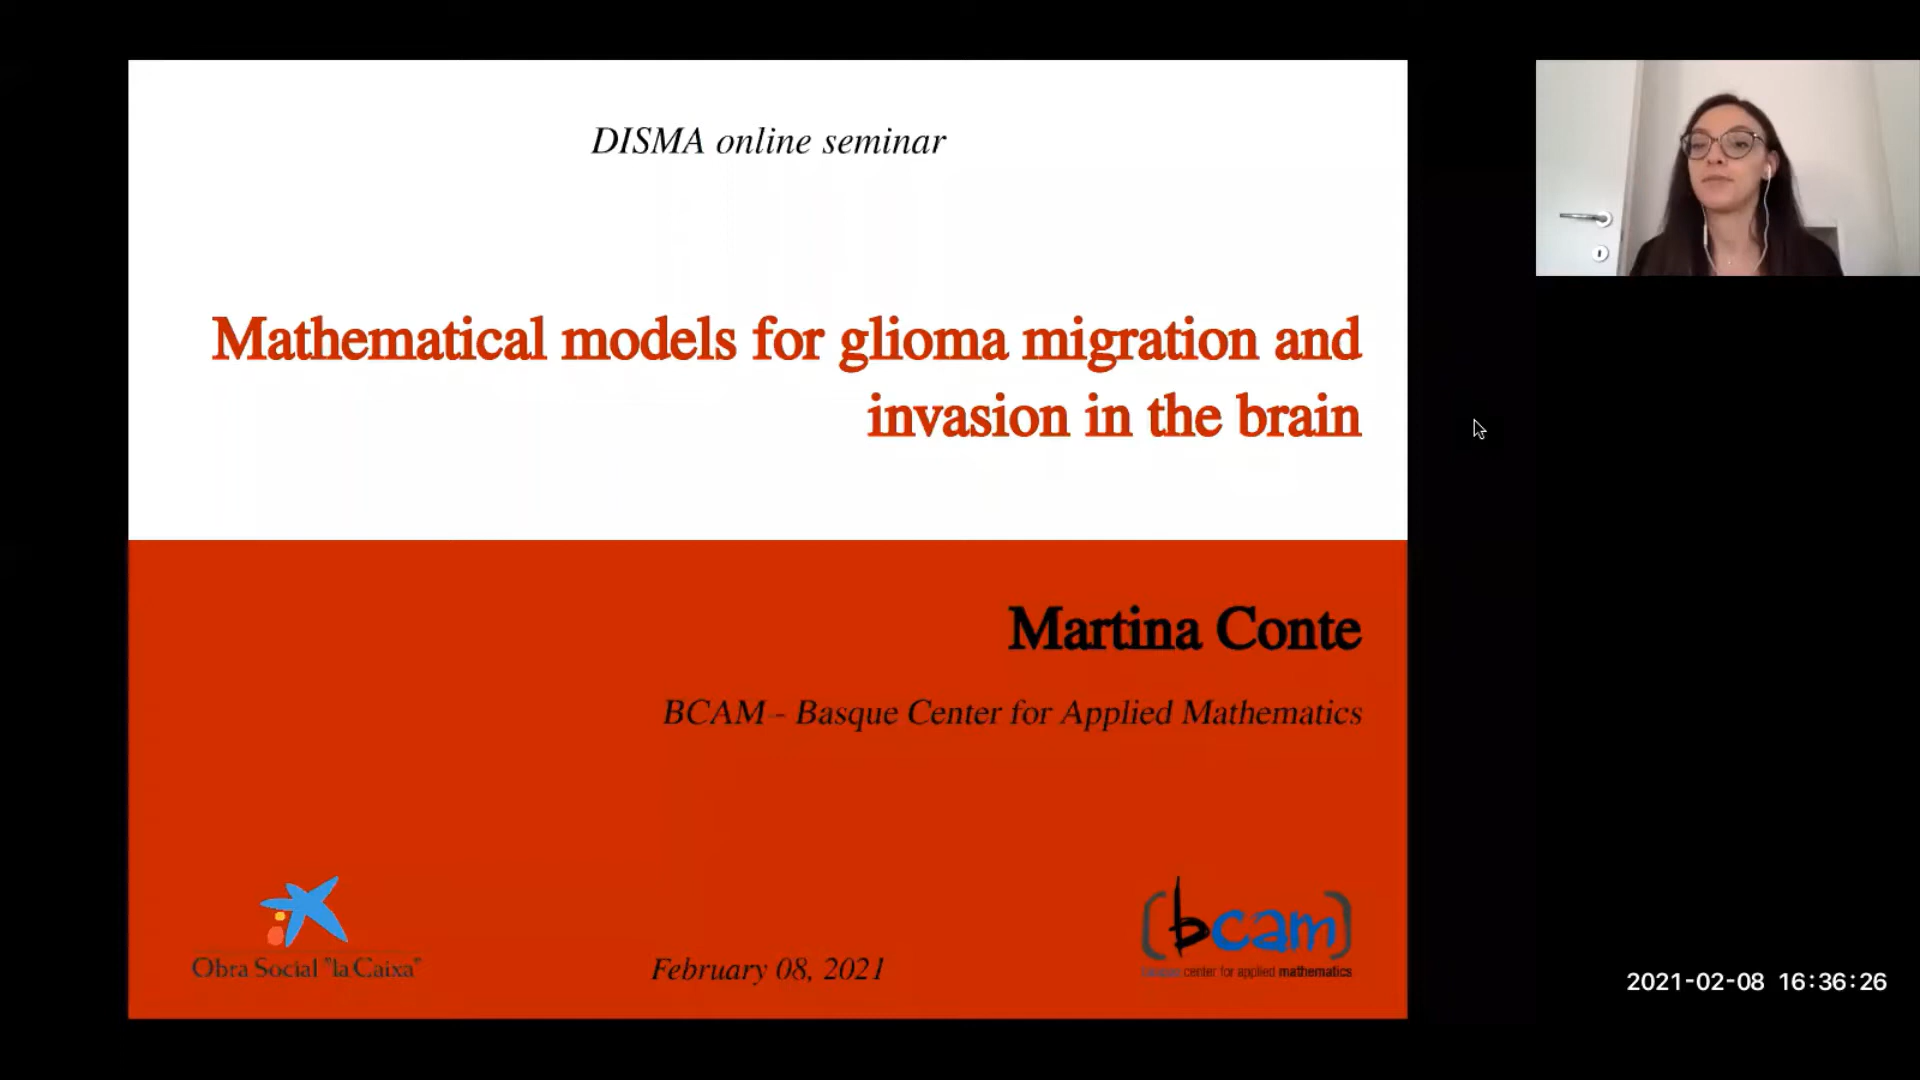 DISMA online seminar
Mathematical models for glioma migration and
invasion in the brain
Martina Conte
BCAM - Basque Center for Applied Mathematics
Obra Social "la Caixa"
February 08, 2021
(bcam)
center for applied mathematics
2021-02-08 16:36:26